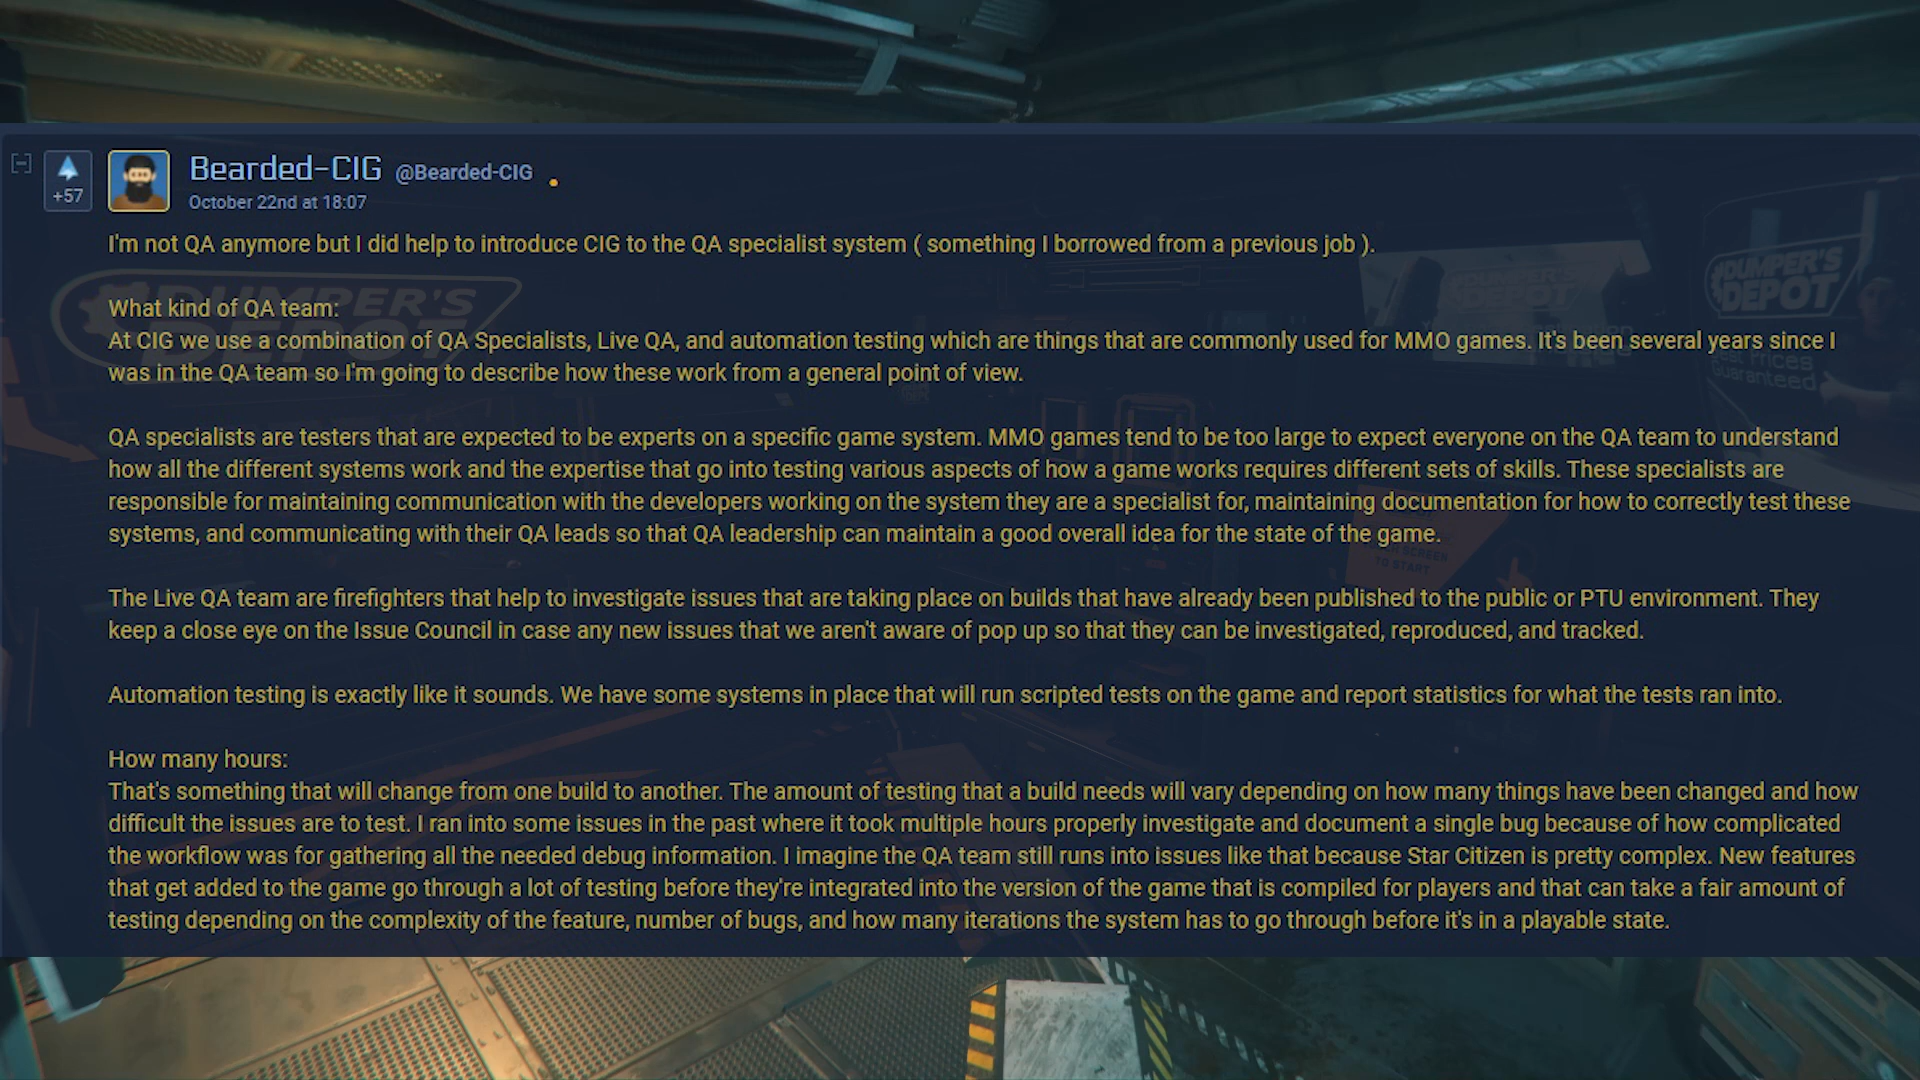 [-]
+57
Bearded-CIG @Bearded-CIG
October 22nd at 18:07
I'm not QA anymore but I did help to introduce CIG to the QA specialist system ( something I borrowed from a previous job ).
What kind of QA team:
At CIG we use a combination of QA Specialists, Live QA, and automation testing which are things that are commonly used for MMO games. It's been several years since I
was in the QA team so I'm going to describe how these work from a general point of view.
QA specialists are testers that are expected to be experts on a specific game system. MMO games tend to be too large to expect everyone on the QA team to understand
how all the different systems work and the expertise that go into testing various aspects of how a game works requires different sets of skills. These specialists are
responsible for maintaining communication with the developers working on the system they are a specialist for, maintaining documentation for how to correctly test these
systems, and communicating with their QA leads so that QA leadership can maintain a good overall idea for the state of the game.
The Live QA team are firefighters that help to investigate issues that are taking place on builds that have already been published to the public or PTU environment. They
keep a close eye on the Issue Council in case any new issues that we aren't aware of pop up so that they can be investigated, reproduced, and tracked.
Automation testing is exactly like it sounds. We have some systems in place that will run scripted tests on the game and report statistics for what the tests ran into.
How many hours:
That's something that will change from one build to another. The amount of testing that a build needs will vary depending on how many things have been changed and how
difficult the issues are to test. I ran into some issues in the past where it took multiple hours properly investigate and document a single bug because of how complicated
the workflow was for gathering all the needed debug information. I imagine the QA team still runs into issues like that because Star Citizen is pretty complex. New features
that get added to the game go through a lot of testing before they're integrated into the version of the game that is compiled for players and that can take a fair amount of
testing depending on the complexity of the feature, number of bugs, and how many iterations the system has to go through before it's in a playable state.
DUMPER'S
DEPOT
DUMPER'S
DEPOT
DUMPER'S
DEPOT
Best Prices
Guaranteed
SCREEN
TO START